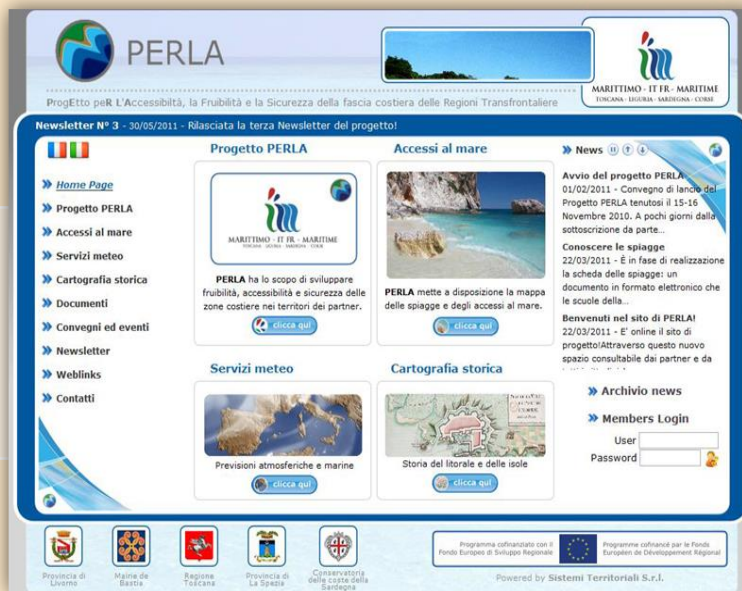 PERLA
MARITTIMO - IT FR - MARITIME
TOSCANA - LIGURIA - SARDEGNA - CORSE
ProgEtto peR L'Accessibiltà, la Fruibilità e la Sicurezza della fascia costiera delle Regioni Transfrontaliere
Newsletter N° 3 - 30/05/2011 - Rilasciata la terza Newsletter del progetto!
Home Page
Progetto PERLA
Accessi al mare
Servizi meteo
Cartografia storica
Documenti
Convegni ed eventi
Newsletter
Weblinks
Contatti
Progetto PERLA
MARITTIMO - IT FR - MARITIME
TOSCANA - LIGURIA - SARDEGNA - CORSE
PERLA ha lo scopo di sviluppare
fruibilità, accessibilità e sicurezza delle
zone costiere nei territori dei partner.
clicca qui
Accessi al mare
PERLA mette a disposizione la mappa
delle spiagge e degli accessi al mare.
clicca qui
Servizi meteo
Previsioni atmosferiche e marine
clicca qui
Cartografia storica
Storia del litorale e delle isole
clicca qui
News
Avvio del progetto PERLA
01/02/2011 - Convegno di lancio del
Progetto PERLA tenutosi il 15-16
Novembre 2010. A pochi giorni dalla
sottoscrizione da parte...
Conoscere le spiagge
22/03/2011 - È in fase di realizzazione
la scheda delle spiagge: un
documento in formato elettronico che
le scuole della...
Benvenuti nel sito di PERLA!
22/03/2011 - E' online il sito di
progetto!Attraverso questo nuovo
spazio consultabile dai partner e da
Archivio news
Members Login
User
Password
Provincia di
Livorno
Mairie de
Bastia
Regione
Toscana
Provincia di
La Spezia
Conservatoria
delle coste della
Sardegna
Programma cofinanziato con il
Fondo Europeo di Sviluppo Regionale
Programme cofinancé par le Fonds
Européen de Développement Régional
Powered by Sistemi Territoriali S.r.l.